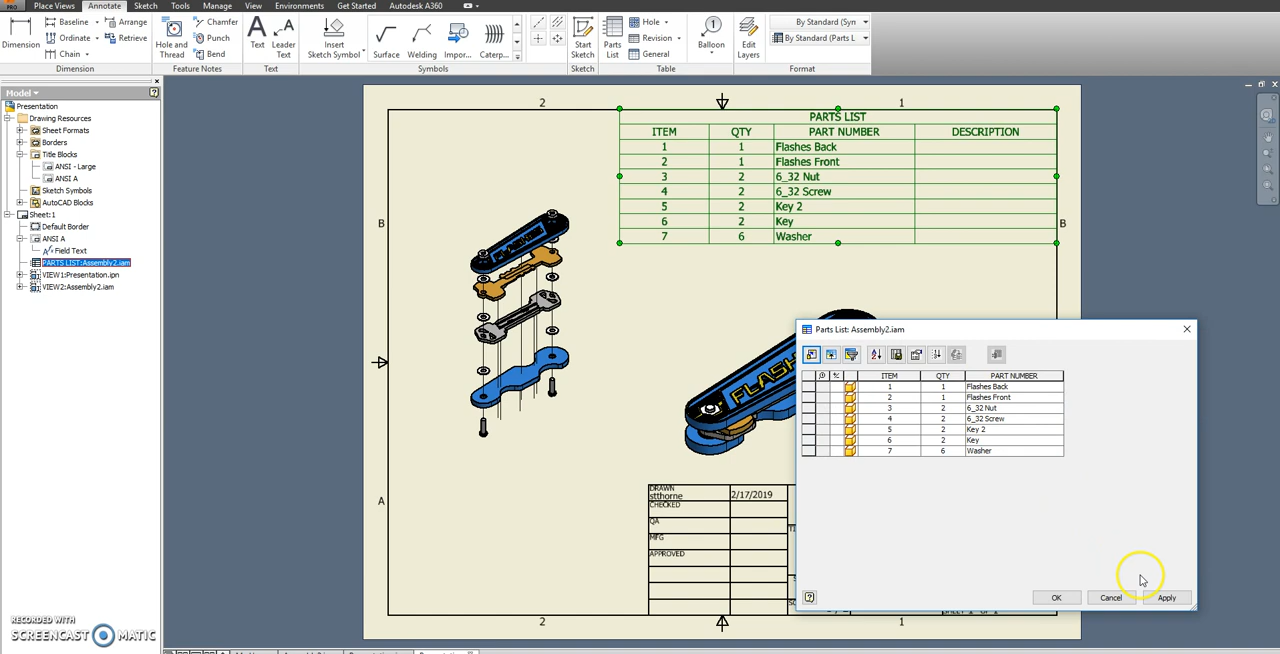 PRO
Place Views Annotate Sketch Tools Manage View Environments Get Started Autodesk A360
Dimension
Baseline
Ordinate
Chain
Arrange
Retrieve
Dimension
Hole and
Thread
Chamfer
Punch
Bend
Feature Notes
Text
Leader
Text
Text
Insert
Sketch Symbol
Surface
Welding
Impor...
Caterp...
Symbols
Start
Sketch
Sketch
Parts
List
Hole
Revision
General
Table
Balloon
Edit
Layers
By Standard (Syn
By Standard (Parts L
Format
Model
Presentation
Drawing Resources
Sheet Formats
Borders
Title Blocks
ANSI - Large
ANSI A
Sketch Symbols
AutoCAD Blocks
Sheet:1
Default Border
ANSI A
Field Text
PARTS LIST:Assembly2.iam
VIEW1:Presentation.ipn
VIEW2:Assembly2.iam
2
1
B
B
A
2
1
PARTS LIST
ITEM QTY PART NUMBER DESCRIPTION
1 1 Flashes Back
2 1 Flashes Front
3 2 6_32 Nut
4 2 6_32 Screw
5 2 Key 2
6 2 Key
7 6 Washer
FLASH
DRAWN
stthorne 2/17/2019
CHECKED
QA
MFG
APPROVED
Parts List: Assembly2.iam
ITEM QTY PART NUMBER
1 1 Flashes Back
2 1 Flashes Front
3 2 6_32 Nut
4 2 6_32 Screw
5 2 Key 2
6 2 Key
7 6 Washer
OK Cancel Apply
RECORDED WITH
SCREENCAST MATIC